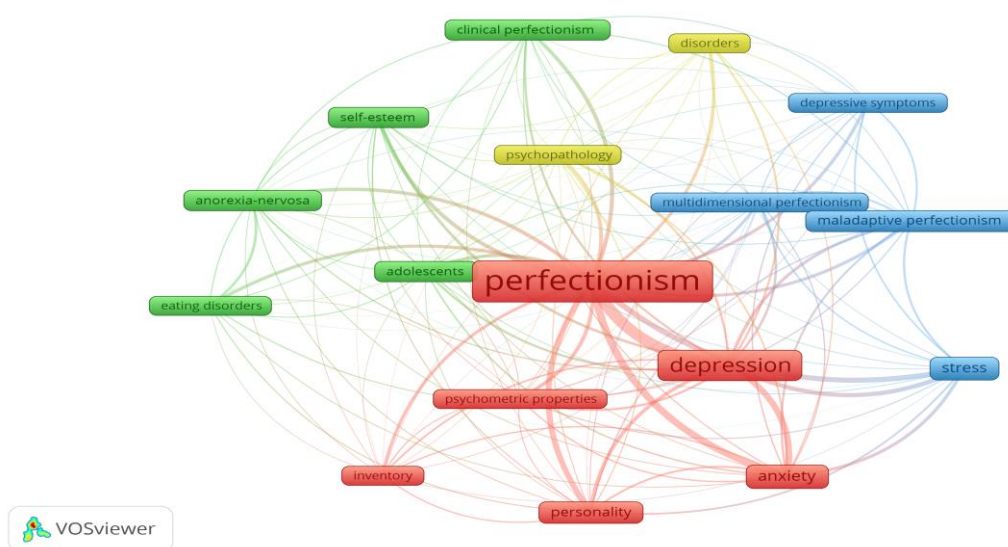 clinical perfectionism
disorders
depressive symptoms
self-esteem
psychopathology
anorexia-nervosa
multidimensional perfectionism
maladaptive perfectionism
adolescents
perfectionism
eating disorders
depression
stress
psychometric properties
inventory
anxiety
personality
VOSviewer